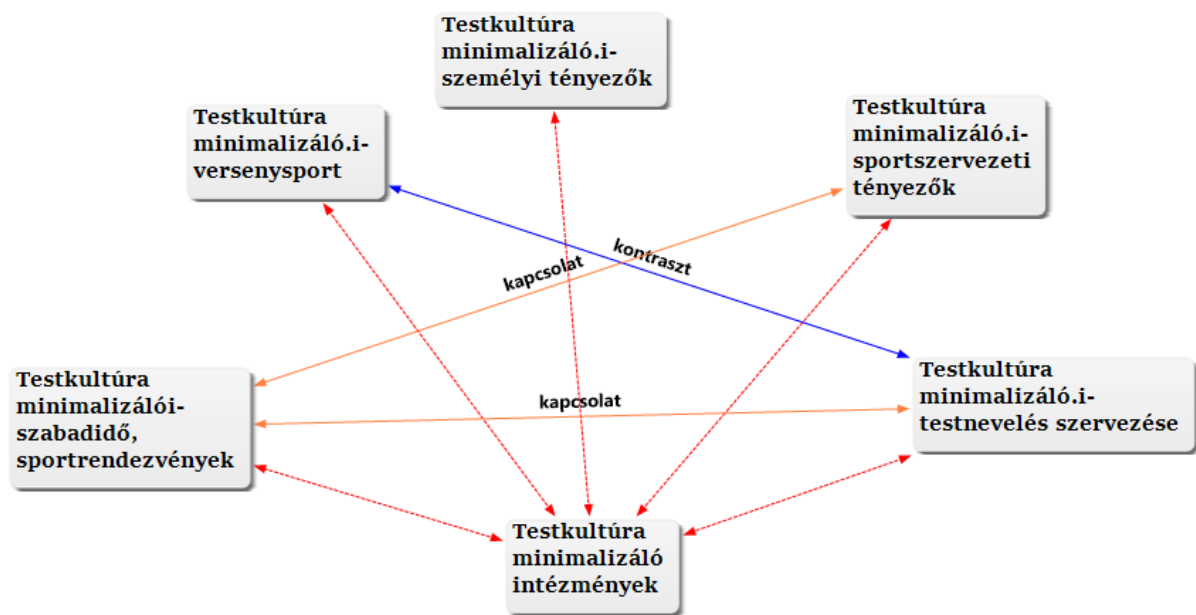 Testkultúra
minimalizáló.i-
személyi tényezők
Testkultúra
minimalizáló.i-
versenysport
Testkultúra
minimalizáló.i-
sportszervezeti
tényezők
kontraszt
kapcsolat
kapcsolat
Testkultúra
minimalizálói-
szabadidő,
sportrendezvények
Testkultúra
minimalizáló.i-
testnevelés szervezése
Testkultúra
minimalizáló
intézmények